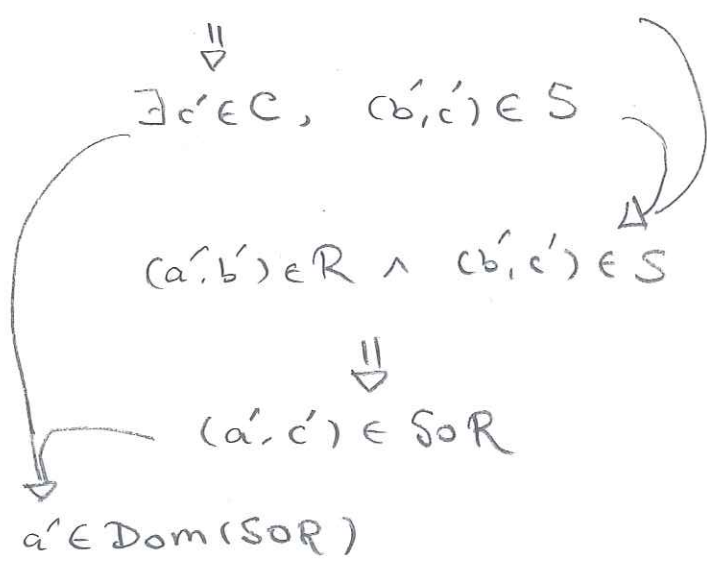 ⇓
∃c′∈C, (b′,c′)∈S
(a′,b′)∈R ∧ (b′,c′)∈S
⇓
(a′,c′)∈SoR
a′∈Dom(SoR)